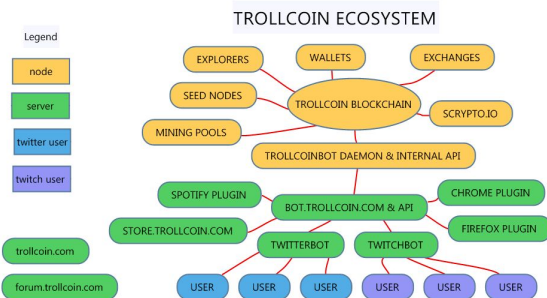 TROLLCOIN ECOSYSTEM
Legend
node
server
twitter user
twitch user
EXPLORERS
WALLETS
EXCHANGES
SEED NODES
TROLLCOIN BLOCKCHAIN
SCRYPTO.IO
MINING POOLS
TROLLCOINBOT DAEMON & INTERNAL API
SPOTIFY PLUGIN
CHROME PLUGIN
BOT.TROLLCOIN.COM & API
STORE.TROLLCOIN.COM
FIREFOX PLUGIN
TWITTERBOT
TWITCHBOT
trollcoin.com
forum.trollcoin.com
USER
USER
USER
USER
USER
USER